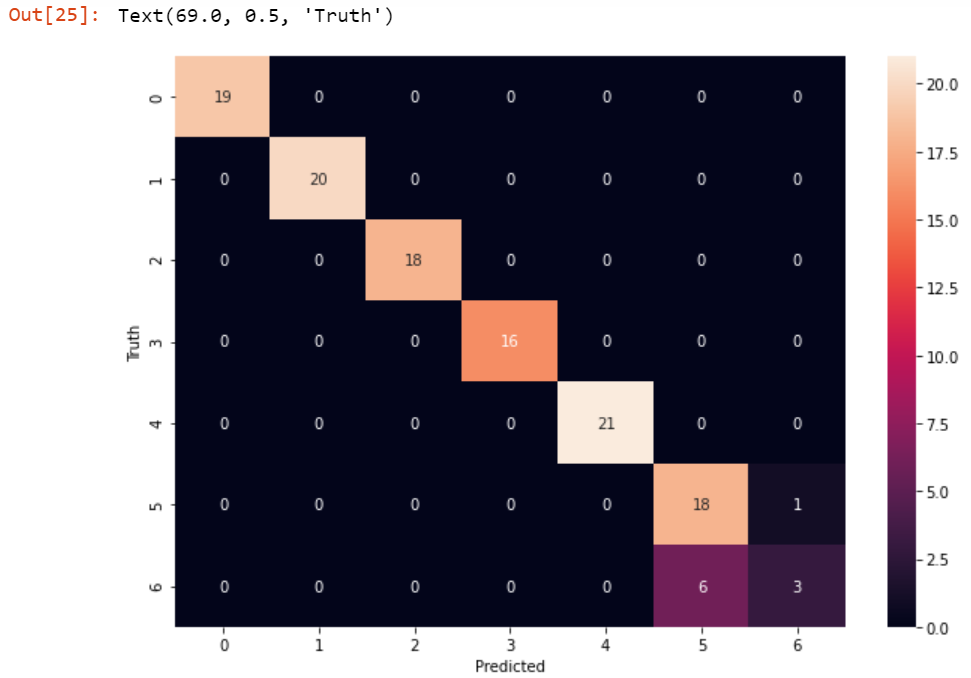 Out[25]: Text(69.0, 0.5, 'Truth')
0 19 0 0 0 0 0 0
1 0 20 0 0 0 0 0
2 0 0 18 0 0 0 0
3 0 0 0 16 0 0 0
4 0 0 0 0 21 0 0
5 0 0 0 0 0 18 1
6 0 0 0 0 0 6 3
0 1 2 3 4 5 6
Predicted
Truth
20.0
17.5
15.0
12.5
10.0
7.5
5.0
2.5
0.0